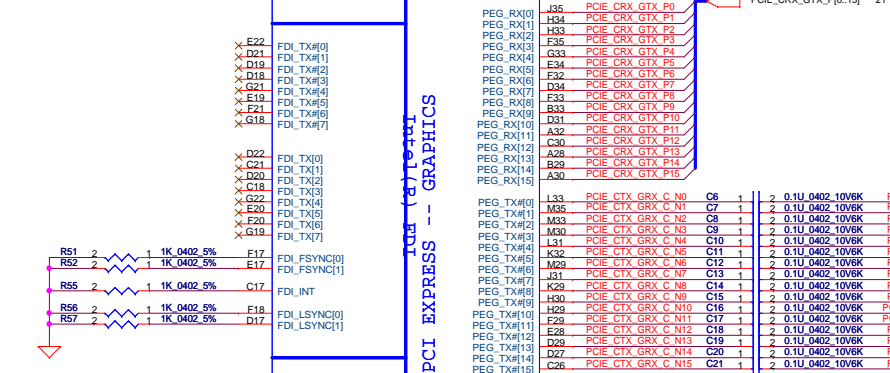 PEG_RX[0] J35 PCIE_CRX_GTX_P0
PEG_RX[1] H34 PCIE_CRX_GTX_P1
PEG_RX[2] H33 PCIE_CRX_GTX_P2
PEG_RX[3] F35 PCIE_CRX_GTX_P3
PEG_RX[4] G33 PCIE_CRX_GTX_P4
PEG_RX[5] E34 PCIE_CRX_GTX_P5
PEG_RX[6] F32 PCIE_CRX_GTX_P6
PEG_RX[7] D34 PCIE_CRX_GTX_P7
PEG_RX[8] F33 PCIE_CRX_GTX_P8
PEG_RX[9] B33 PCIE_CRX_GTX_P9
PEG_RX[10] D31 PCIE_CRX_GTX_P10
PEG_RX[11] A32 PCIE_CRX_GTX_P11
PEG_RX[12] C30 PCIE_CRX_GTX_P12
PEG_RX[13] A28 PCIE_CRX_GTX_P13
PEG_RX[14] B29 PCIE_CRX_GTX_P14
PEG_RX[15] A30 PCIE_CRX_GTX_P15
E22 FDI_TX#[0]
D21 FDI_TX#[1]
D19 FDI_TX#[2]
D18 FDI_TX#[3]
G21 FDI_TX#[4]
E19 FDI_TX#[5]
F21 FDI_TX#[6]
G18 FDI_TX#[7]
D22 FDI_TX[0]
C21 FDI_TX[1]
D20 FDI_TX[2]
C18 FDI_TX[3]
G22 FDI_TX[4]
E20 FDI_TX[5]
F20 FDI_TX[6]
G19 FDI_TX[7]
R51 2 1 1K_0402_5% F17 FDI_FSYNC[0]
R52 2 1 1K_0402_5% E17 FDI_FSYNC[1]
R55 2 1 1K_0402_5% C17 FDI_INT
R56 2 1 1K_0402_5% F18 FDI_LSYNC[0]
R57 2 1 1K_0402_5% D17 FDI_LSYNC[1]
Intel(R) FDI
PCI EXPRESS -- GRAPHICS
PEG_TX#[0] L33 PCIE_CTX_GRX_C_N0 C6 1 2 0.1U_0402_10V6K
PEG_TX#[1] M35 PCIE_CTX_GRX_C_N1 C7 1 2 0.1U_0402_10V6K
PEG_TX#[2] M33 PCIE_CTX_GRX_C_N2 C8 1 2 0.1U_0402_10V6K
PEG_TX#[3] M30 PCIE_CTX_GRX_C_N3 C9 1 2 0.1U_0402_10V6K
PEG_TX#[4] L31 PCIE_CTX_GRX_C_N4 C10 1 2 0.1U_0402_10V6K
PEG_TX#[5] K32 PCIE_CTX_GRX_C_N5 C11 1 2 0.1U_0402_10V6K
PEG_TX#[6] M29 PCIE_CTX_GRX_C_N6 C12 1 2 0.1U_0402_10V6K
PEG_TX#[7] J31 PCIE_CTX_GRX_C_N7 C13 1 2 0.1U_0402_10V6K
PEG_TX#[8] K29 PCIE_CTX_GRX_C_N8 C14 1 2 0.1U_0402_10V6K
PEG_TX#[9] H30 PCIE_CTX_GRX_C_N9 C15 1 2 0.1U_0402_10V6K
PEG_TX#[10] H29 PCIE_CTX_GRX_C_N10 C16 1 2 0.1U_0402_10V6K
PEG_TX#[11] F29 PCIE_CTX_GRX_C_N11 C17 1 2 0.1U_0402_10V6K
PEG_TX#[12] E28 PCIE_CTX_GRX_C_N12 C18 1 2 0.1U_0402_10V6K
PEG_TX#[13] D29 PCIE_CTX_GRX_C_N13 C19 1 2 0.1U_0402_10V6K
PEG_TX#[14] D27 PCIE_CTX_GRX_C_N14 C20 1 2 0.1U_0402_10V6K
PEG_TX#[15] C26 PCIE_CTX_GRX_C_N15 C21 1 2 0.1U_0402_10V6K